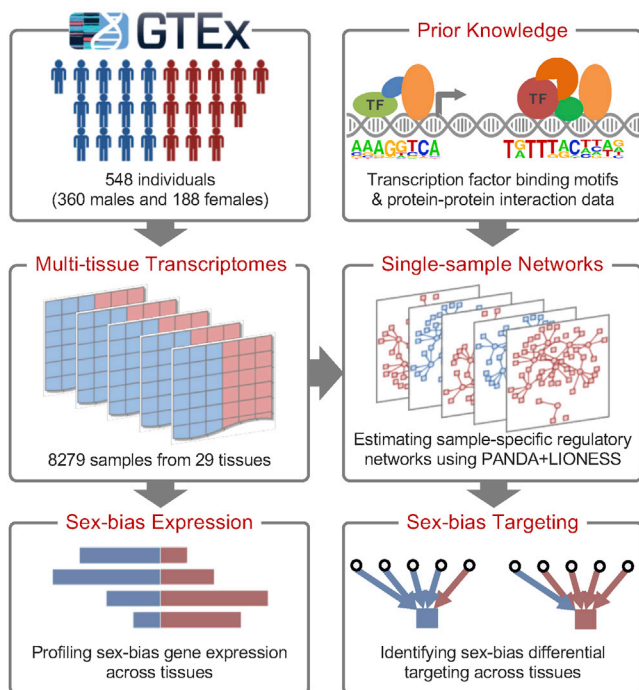 GTEx
548 individuals
(360 males and 188 females)
Prior Knowledge
TF
TF
Transcription factor binding motifs
& protein-protein interaction data
Multi-tissue Transcriptomes
8279 samples from 29 tissues
Single-sample Networks
Estimating sample-specific regulatory
networks using PANDA+LIONESS
Sex-bias Expression
Profiling sex-bias gene expression
across tissues
Sex-bias Targeting
Identifying sex-bias differential
targeting across tissues